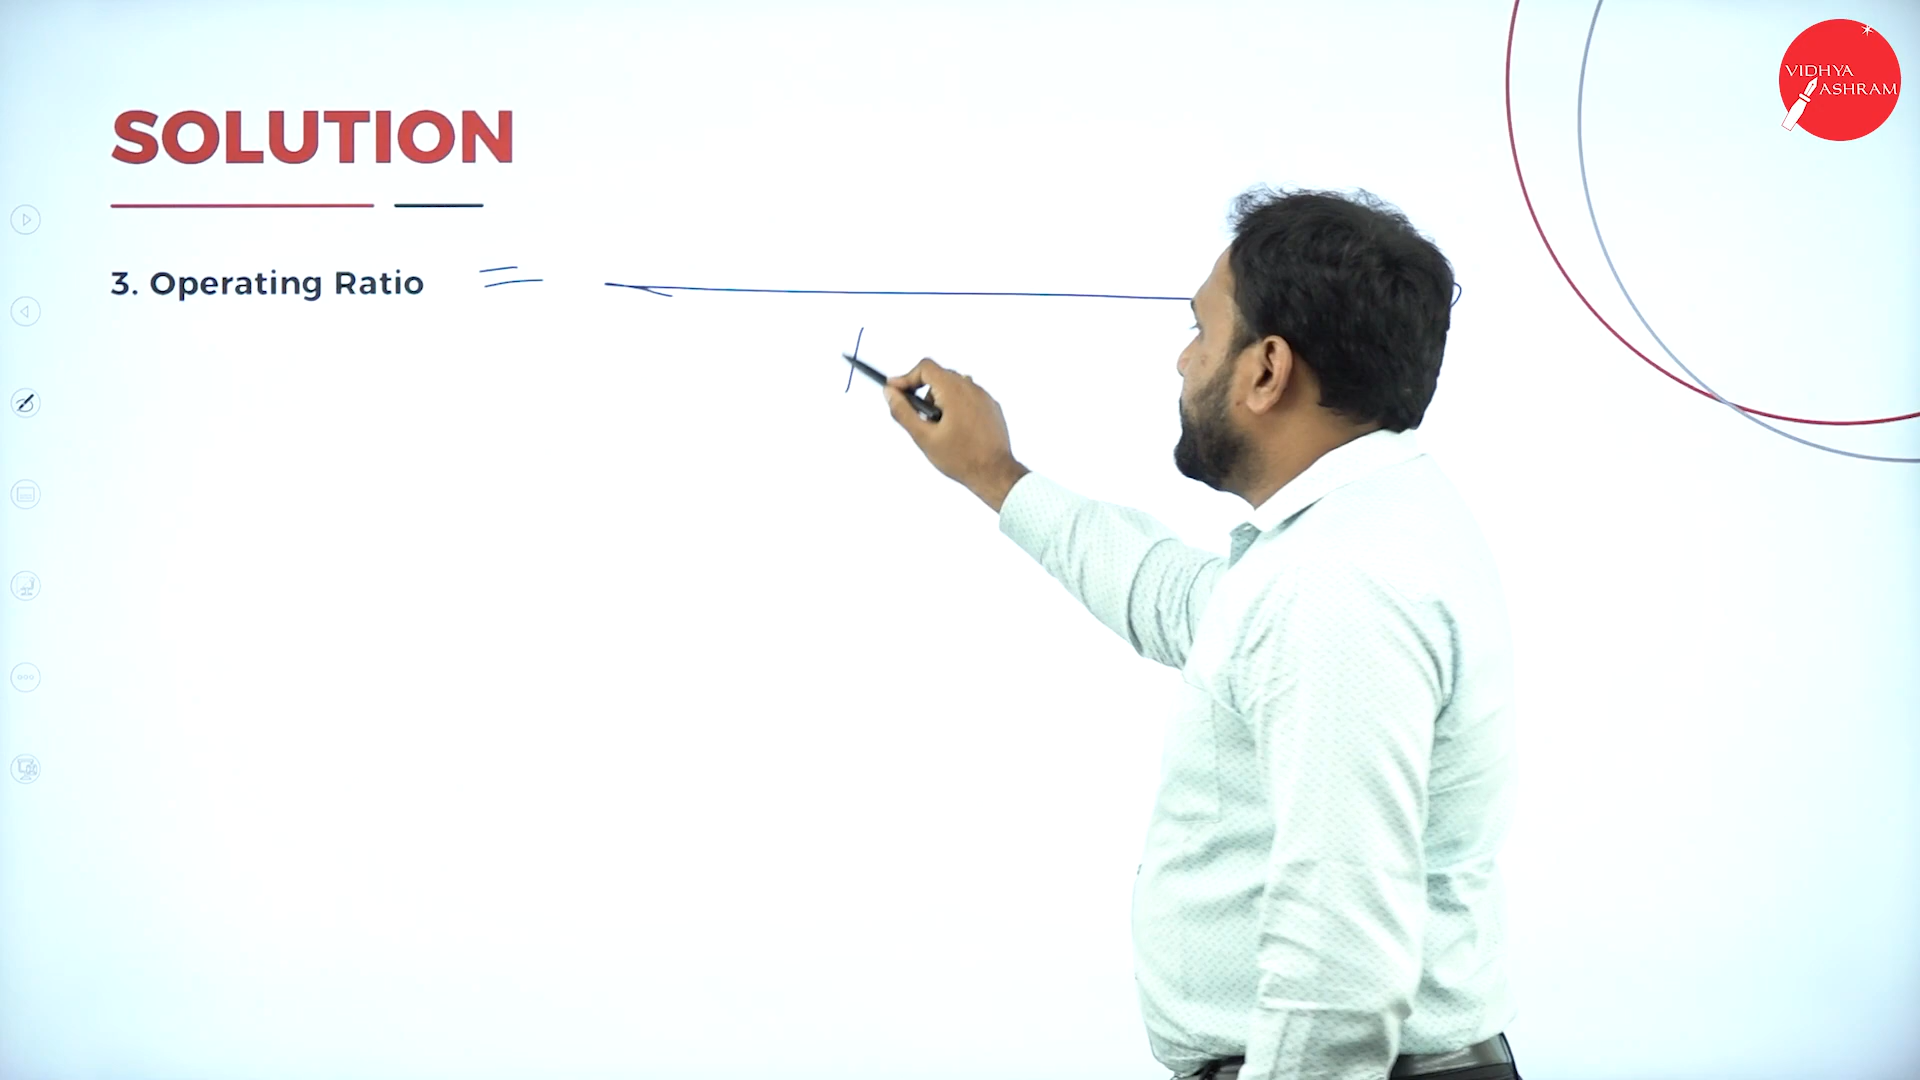 VIDHYA
ASHRAM
SOLUTION
3. Operating Ratio =